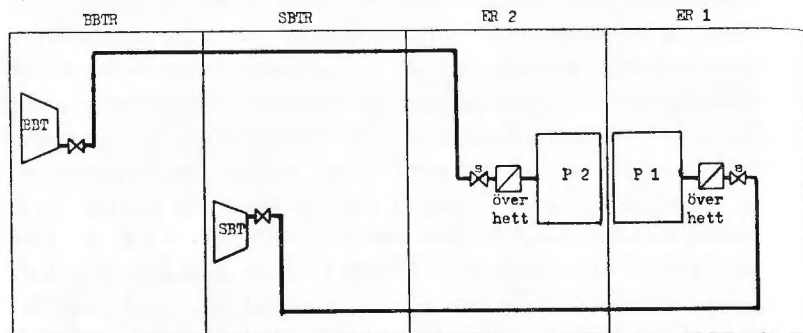 BBTR SBTR ER 2 ER 1
BBT
P 2
P 1
s
s
över
hett
över
hett
SBT